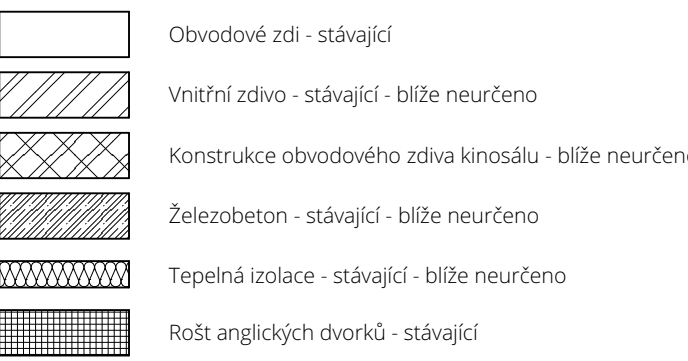 Obvodové zdi - stávající
Vnitřní zdivo - stávající - blíže neurčeno
Konstrukce obvodového zdiva kinosálu - blíže neurčeno
Železobeton - stávající - blíže neurčeno
Tepelná izolace - stávající - blíže neurčeno
Rošt anglických dvorků - stávající